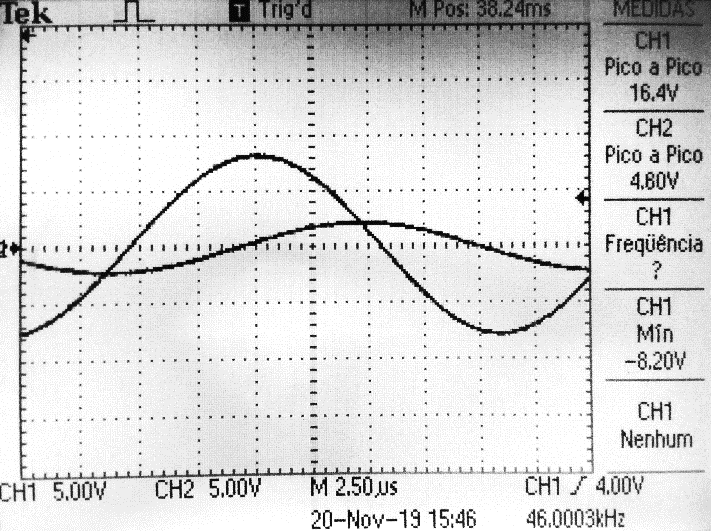 Tek T Trig'd M Pos: 38.24ms MEDIDAS
CH1
Pico a Pico
16.4V
CH2
Pico a Pico
4.80V
CH1
Freqüência
?
CH1
Mín
-8.20V
CH1
Nenhum
CH1 5.00V CH2 5.00V M 2.50µs CH1 / 4.00V
20-Nov-19 15:46 46.0003kHz